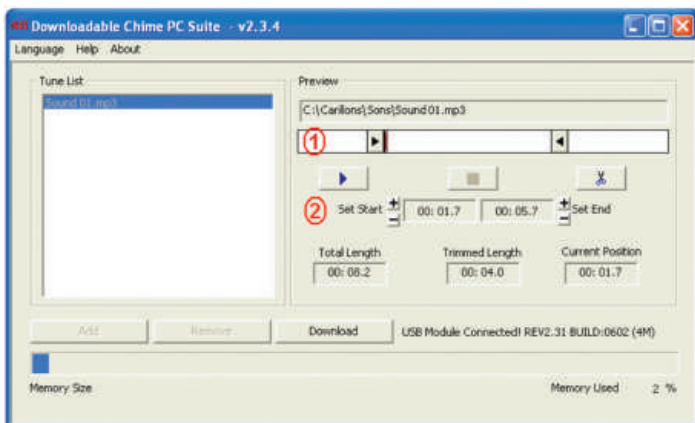 Downloadable Chime PC Suite - v2.3.4
Language Help About
Tune List
Sound 01.mp3
Preview
C:\Carillons\Sons\Sound 01.mp3
1
2 Set Start + - 00: 01.7 00: 05.7 + - Set End
Total Length Trimmed Length Current Position
00: 08.2 00: 04.0 00: 01.7
Add Remove Download USB Module Connected! REV2.31 BUILD:0602 (4M)
Memory Size Memory Used 2 %